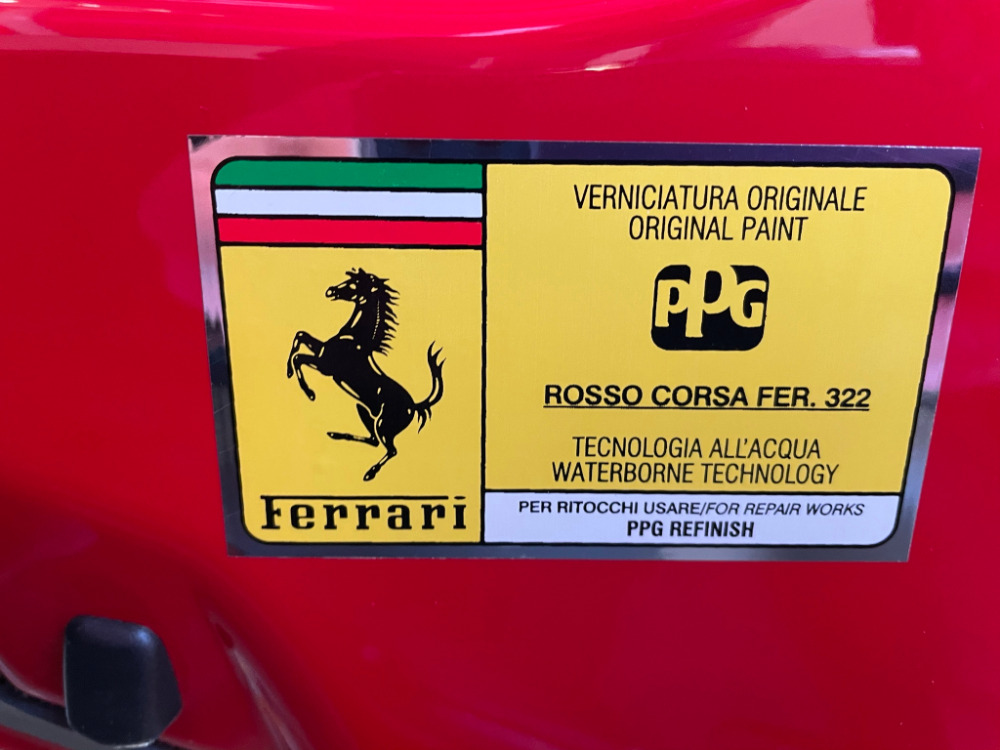 Ferrari
VERNICIATURA ORIGINALE
ORIGINAL PAINT
PPG
ROSSO CORSA FER. 322
TECNOLOGIA ALL'ACQUA
WATERBORNE TECHNOLOGY
PER RITOCCHI USARE/FOR REPAIR WORKS
PPG REFINISH